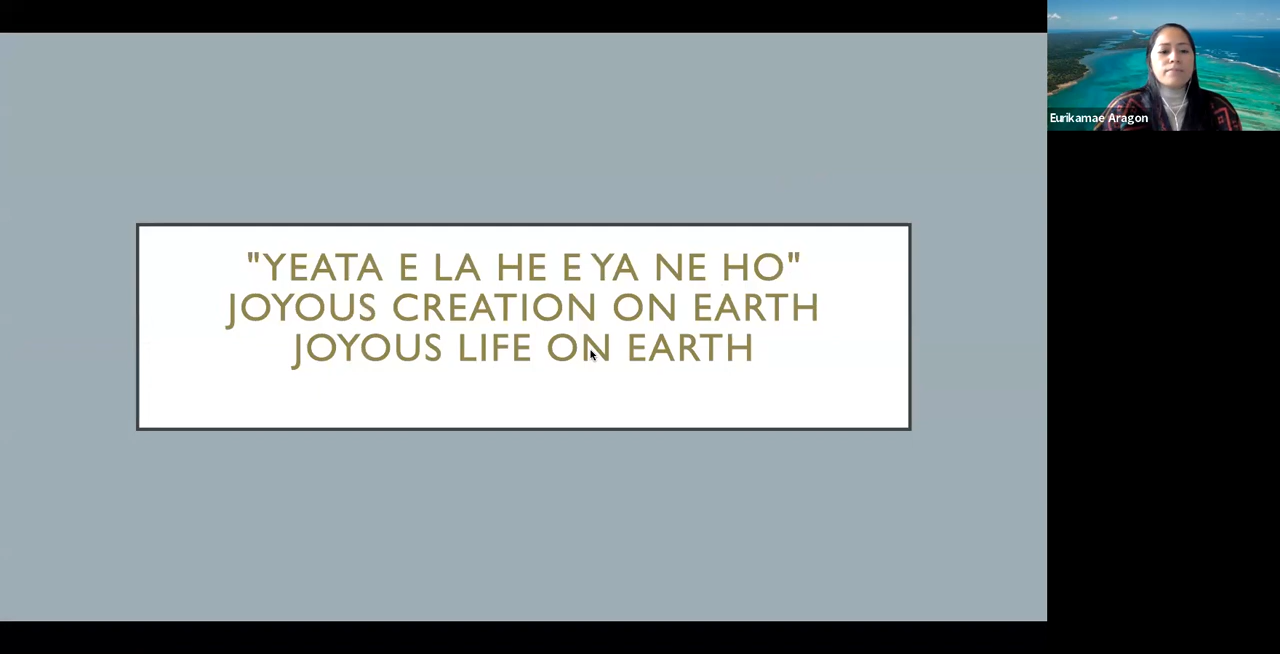 "YEATA E LA HE E YA NE HO"
JOYOUS CREATION ON EARTH
JOYOUS LIFE ON EARTH
Eurikamae Aragon